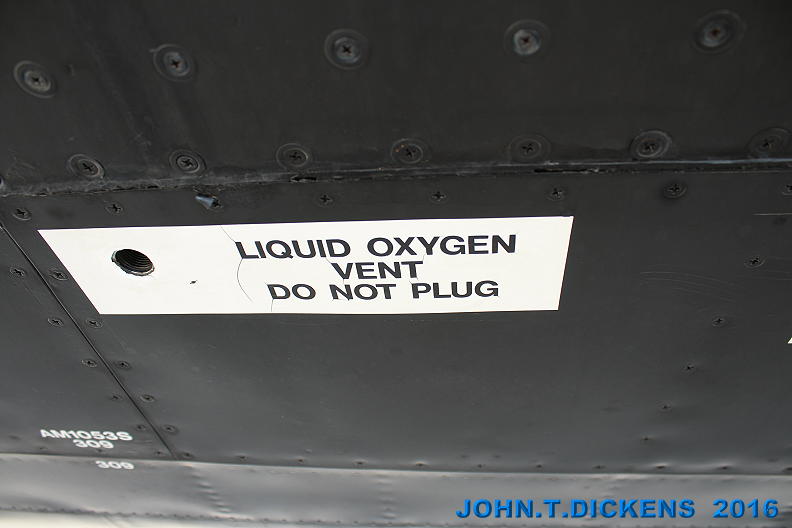 LIQUID OXYGEN
VENT
DO NOT PLUG
AM1053S
309
309
JOHN.T.DICKENS 2016